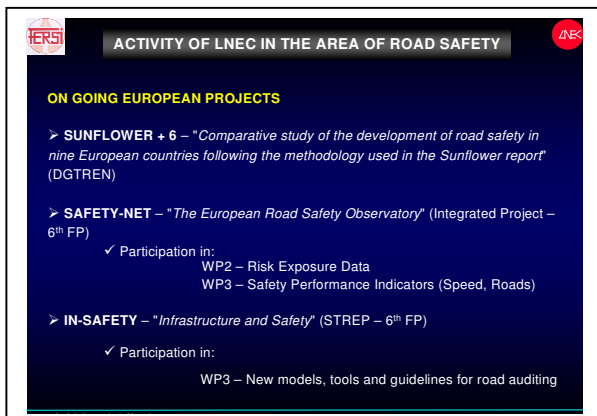 FERSI
ACTIVITY OF LNEC IN THE AREA OF ROAD SAFETY
LNEC
ON GOING EUROPEAN PROJECTS
➢ SUNFLOWER + 6 – "Comparative study of the development of road safety in
nine European countries following the methodology used in the Sunflower report"
(DGTREN)
➢ SAFETY-NET – "The European Road Safety Observatory" (Integrated Project –
6th FP)
✓ Participation in:
WP2 – Risk Exposure Data
WP3 – Safety Performance Indicators (Speed, Roads)
➢ IN-SAFETY – "Infrastructure and Safety" (STREP – 6th FP)
✓ Participation in:
WP3 – New models, tools and guidelines for road auditing